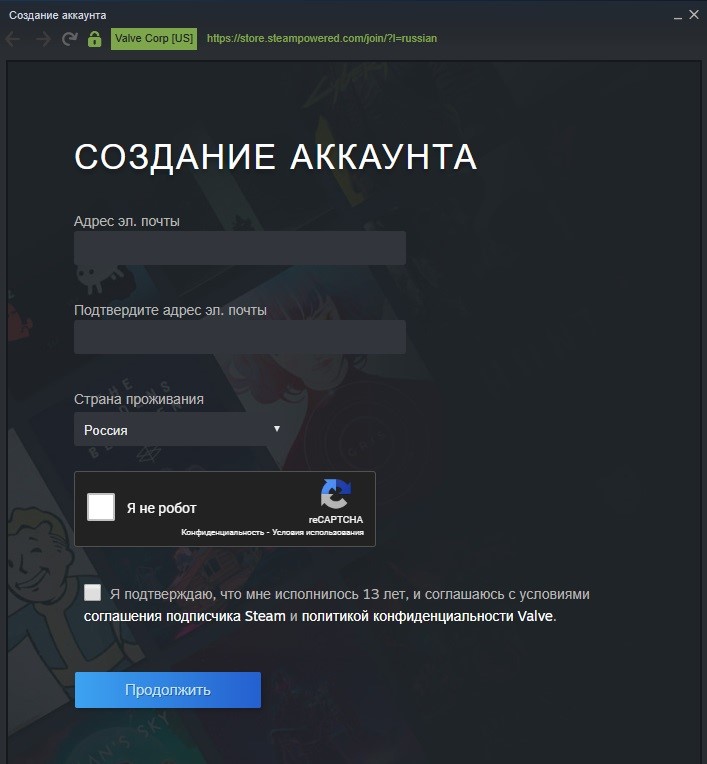 Создание аккаунта
Valve Corp [US] https://store.steampowered.com/join/?l=russian
СОЗДАНИЕ АККАУНТА
Адрес эл. почты
Подтвердите адрес эл. почты
Страна проживания
Россия
Я не робот
reCAPTCHA
Конфиденциальность - Условия использования
Я подтверждаю, что мне исполнилось 13 лет, и соглашаюсь с условиями
соглашения подписчика Steam и политикой конфиденциальности Valve.
Продолжить